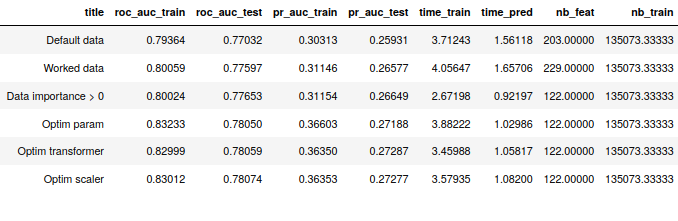 title roc_auc_train roc_auc_test pr_auc_train pr_auc_test time_train time_pred nb_feat nb_train
Default data 0.79364 0.77032 0.30313 0.25931 3.71243 1.56118 203.00000 135073.33333
Worked data 0.80059 0.77597 0.31146 0.26577 4.05647 1.65706 229.00000 135073.33333
Data importance > 0 0.80024 0.77653 0.31154 0.26649 2.67198 0.92197 122.00000 135073.33333
Optim param 0.83233 0.78050 0.36603 0.27188 3.88222 1.02986 122.00000 135073.33333
Optim transformer 0.82999 0.78059 0.36350 0.27287 3.45988 1.05817 122.00000 135073.33333
Optim scaler 0.83012 0.78074 0.36353 0.27277 3.57935 1.08200 122.00000 135073.33333